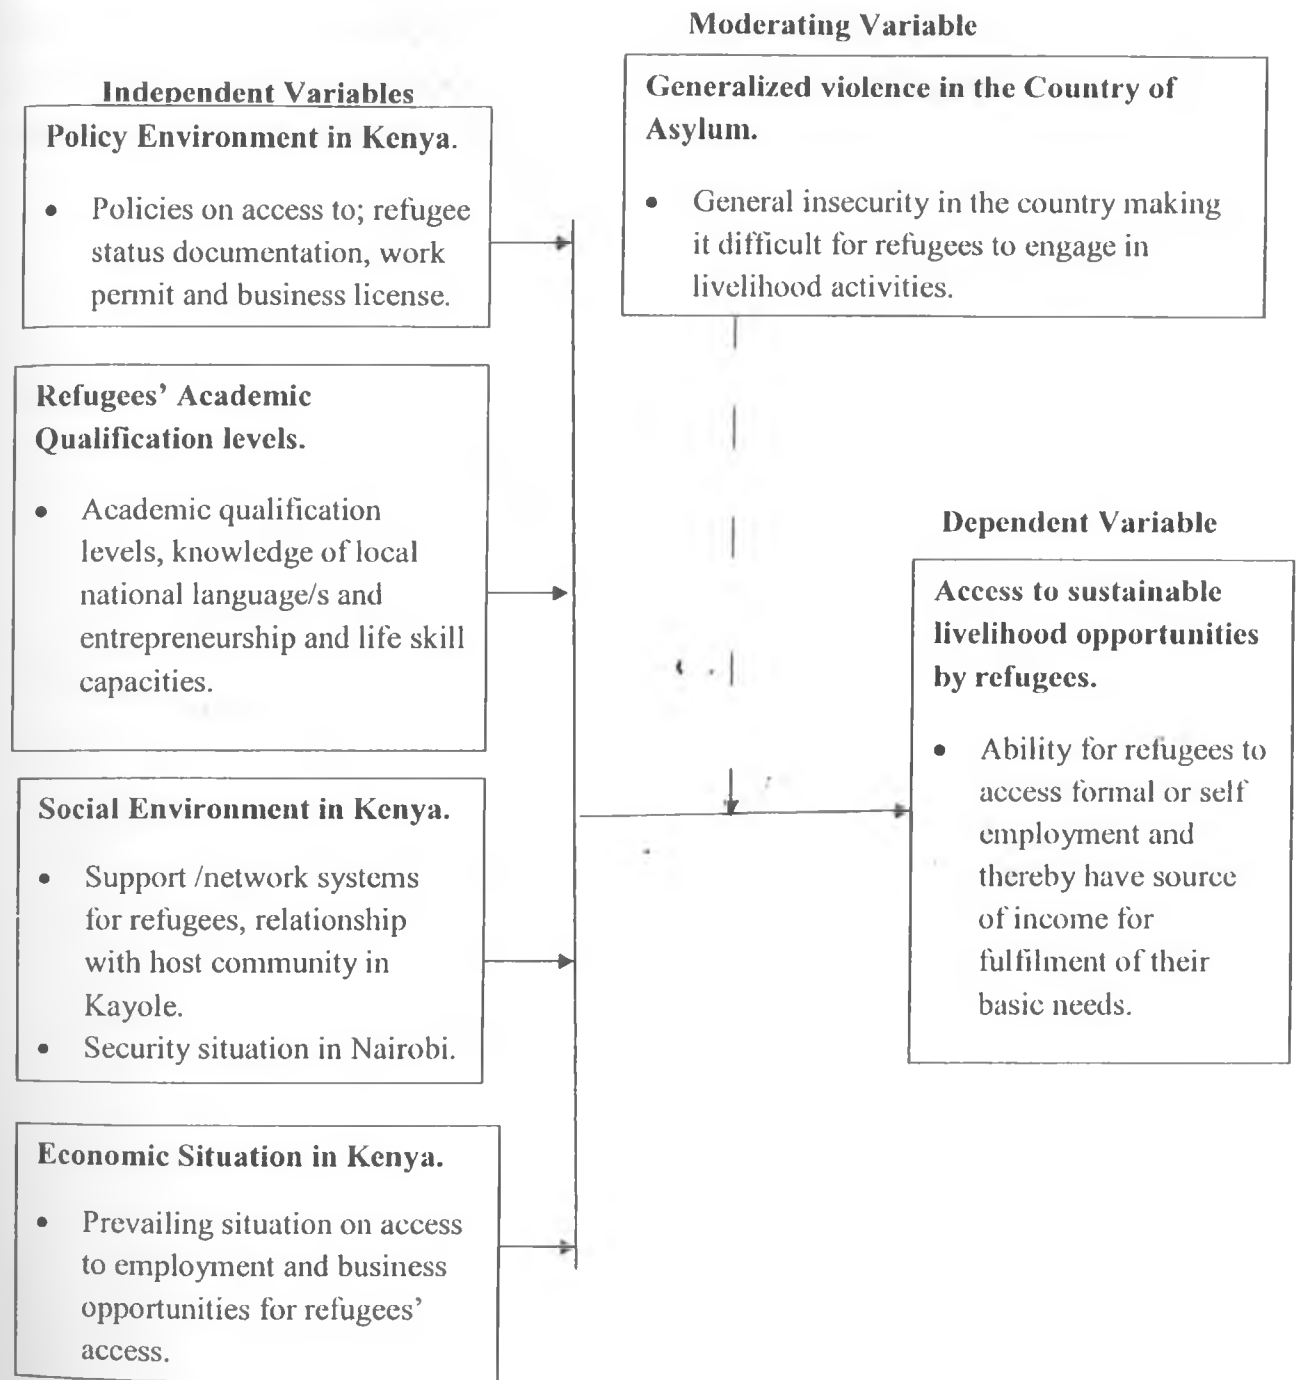 Moderating Variable
Generalized violence in the Country of
Asylum.
• General insecurity in the country making
it difficult for refugees to engage in
livelihood activities.
Independent Variables
Policy Environment in Kenya.
• Policies on access to; refugee
status documentation, work
permit and business license.
Refugees' Academic
Qualification levels.
• Academic qualification
levels, knowledge of local
national language/s and
entrepreneurship and life skill
capacities.
Social Environment in Kenya.
• Support /network systems
for refugees, relationship
with host community in
Kayole.
• Security situation in Nairobi.
Economic Situation in Kenya.
• Prevailing situation on access
to employment and business
opportunities for refugees'
access.
Dependent Variable
Access to sustainable
livelihood opportunities
by refugees.
• Ability for refugees to
access formal or self
employment and
thereby have source
of income for
fulfilment of their
basic needs.